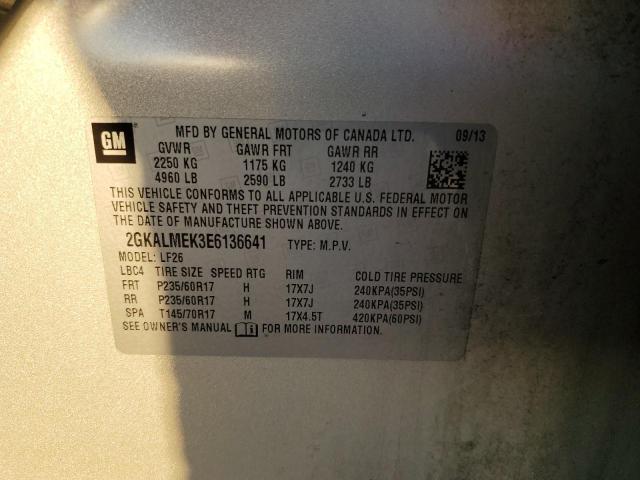 GM
MFD BY GENERAL MOTORS OF CANADA LTD. 09/13
GVWR GAWR FRT GAWR RR
2250 KG 1175 KG 1240 KG
4960 LB 2590 LB 2733 LB
THIS VEHICLE CONFORMS TO ALL APPLICABLE U.S. FEDERAL MOTOR
VEHICLE SAFETY AND THEFT PREVENTION STANDARDS IN EFFECT ON
THE DATE OF MANUFACTURE SHOWN ABOVE.
2GKALMEK3E6136641 TYPE: M.P.V.
MODEL: LF26
LBC4 TIRE SIZE SPEED RTG RIM COLD TIRE PRESSURE
FRT P235/60R17 H 17X7J 240KPA(35PSI)
RR P235/60R17 H 17X7J 240KPA(35PSI)
SPA T145/70R17 M 17X4.5T 420KPA(60PSI)
SEE OWNER'S MANUAL FOR MORE INFORMATION.